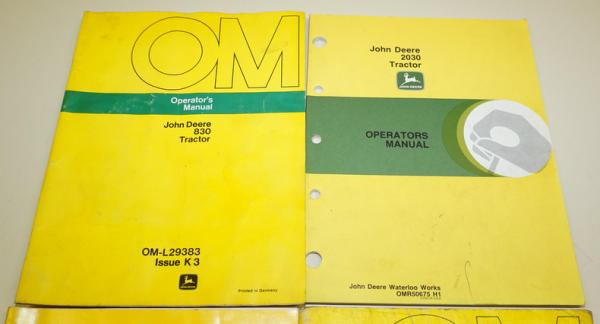 OM
Operator's
Manual
John Deere
830
Tractor
OM-L29383
Issue K3
Printed in Germany
John Deere
2030
Tractor
JOHN DEERE
OPERATORS
MANUAL
John Deere Waterloo Works
OMR50675 H1